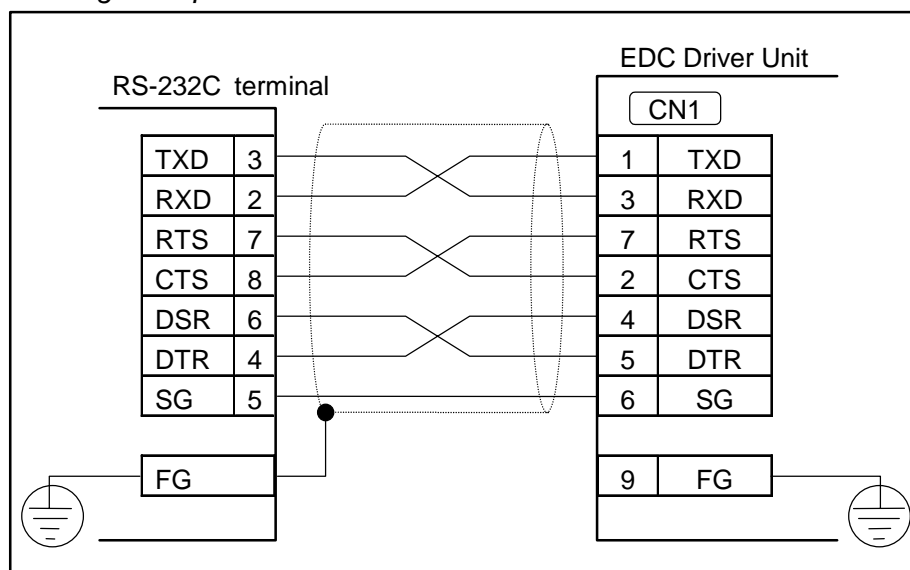 EDC Driver Unit
RS-232C terminal
CN1
TXD 3 1 TXD
RXD 2 3 RXD
RTS 7 7 RTS
CTS 8 2 CTS
DSR 6 4 DSR
DTR 4 5 DTR
SG 5 6 SG
FG 9 FG